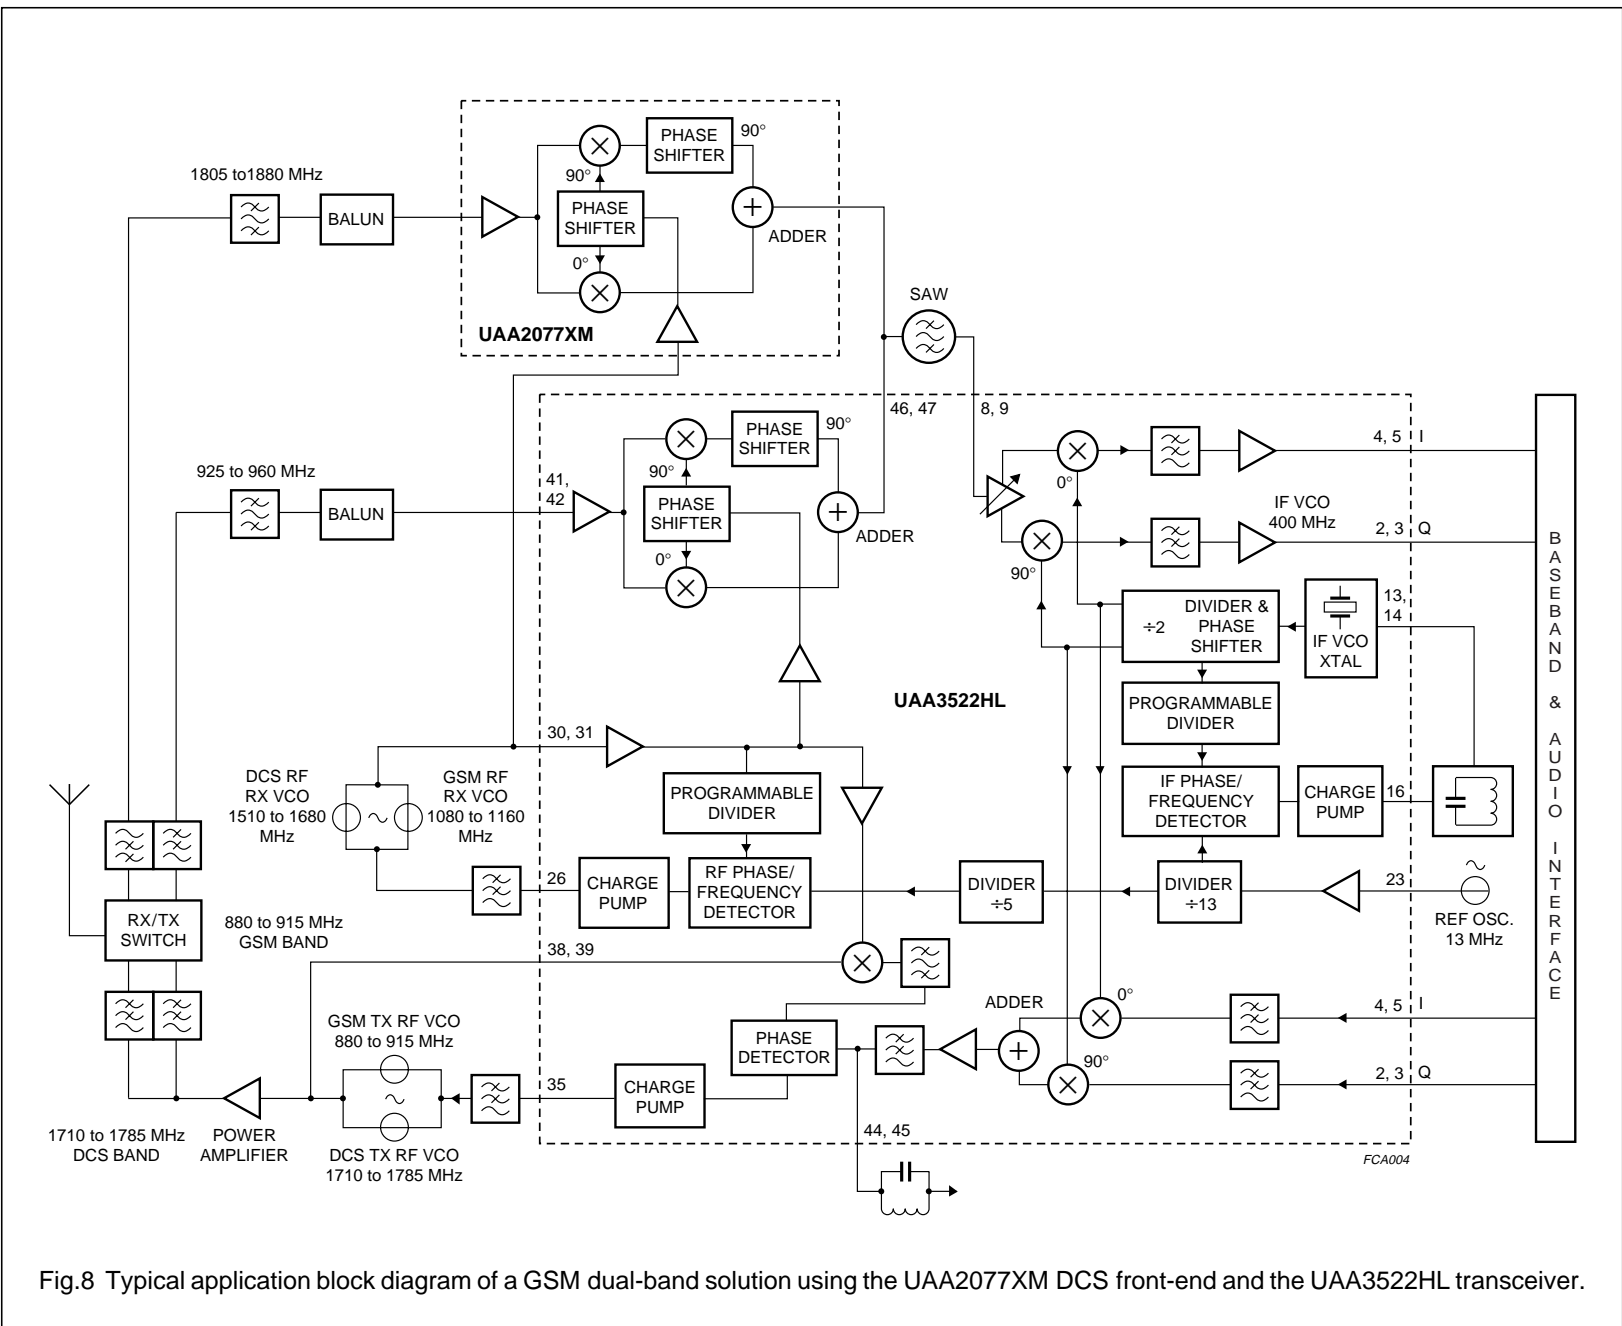 1805 to1880 MHz
BALUN
PHASE
SHIFTER
90°
90°
PHASE
SHIFTER
0°
ADDER
UAA2077XM
SAW
46, 47
8, 9
925 to 960 MHz
BALUN
41,
42
PHASE
SHIFTER
90°
90°
PHASE
SHIFTER
0°
ADDER
0°
90°
4, 5
I
IF VCO
400 MHz
2, 3
Q
÷2
DIVIDER &
PHASE
SHIFTER
IF VCO
XTAL
13,
14
UAA3522HL
PROGRAMMABLE
DIVIDER
IF PHASE/
FREQUENCY
DETECTOR
CHARGE
PUMP
16
30, 31
DCS RF
RX VCO
1510 to 1680
MHz
GSM RF
RX VCO
1080 to 1160
MHz
PROGRAMMABLE
DIVIDER
RF PHASE/
FREQUENCY
DETECTOR
CHARGE
PUMP
26
DIVIDER
÷5
DIVIDER
÷13
23
REF OSC.
13 MHz
RX/TX
SWITCH
880 to 915 MHz
GSM BAND
38, 39
GSM TX RF VCO
880 to 915 MHz
DCS TX RF VCO
1710 to 1785 MHz
1710 to 1785 MHz
DCS BAND
POWER
AMPLIFIER
35
CHARGE
PUMP
PHASE
DETECTOR
ADDER
0°
90°
4, 5
I
2, 3
Q
44, 45
BASEBAND & AUDIO INTERFACE
FCA004
Fig.8 Typical application block diagram of a GSM dual-band solution using the UAA2077XM DCS front-end and the UAA3522HL transceiver.